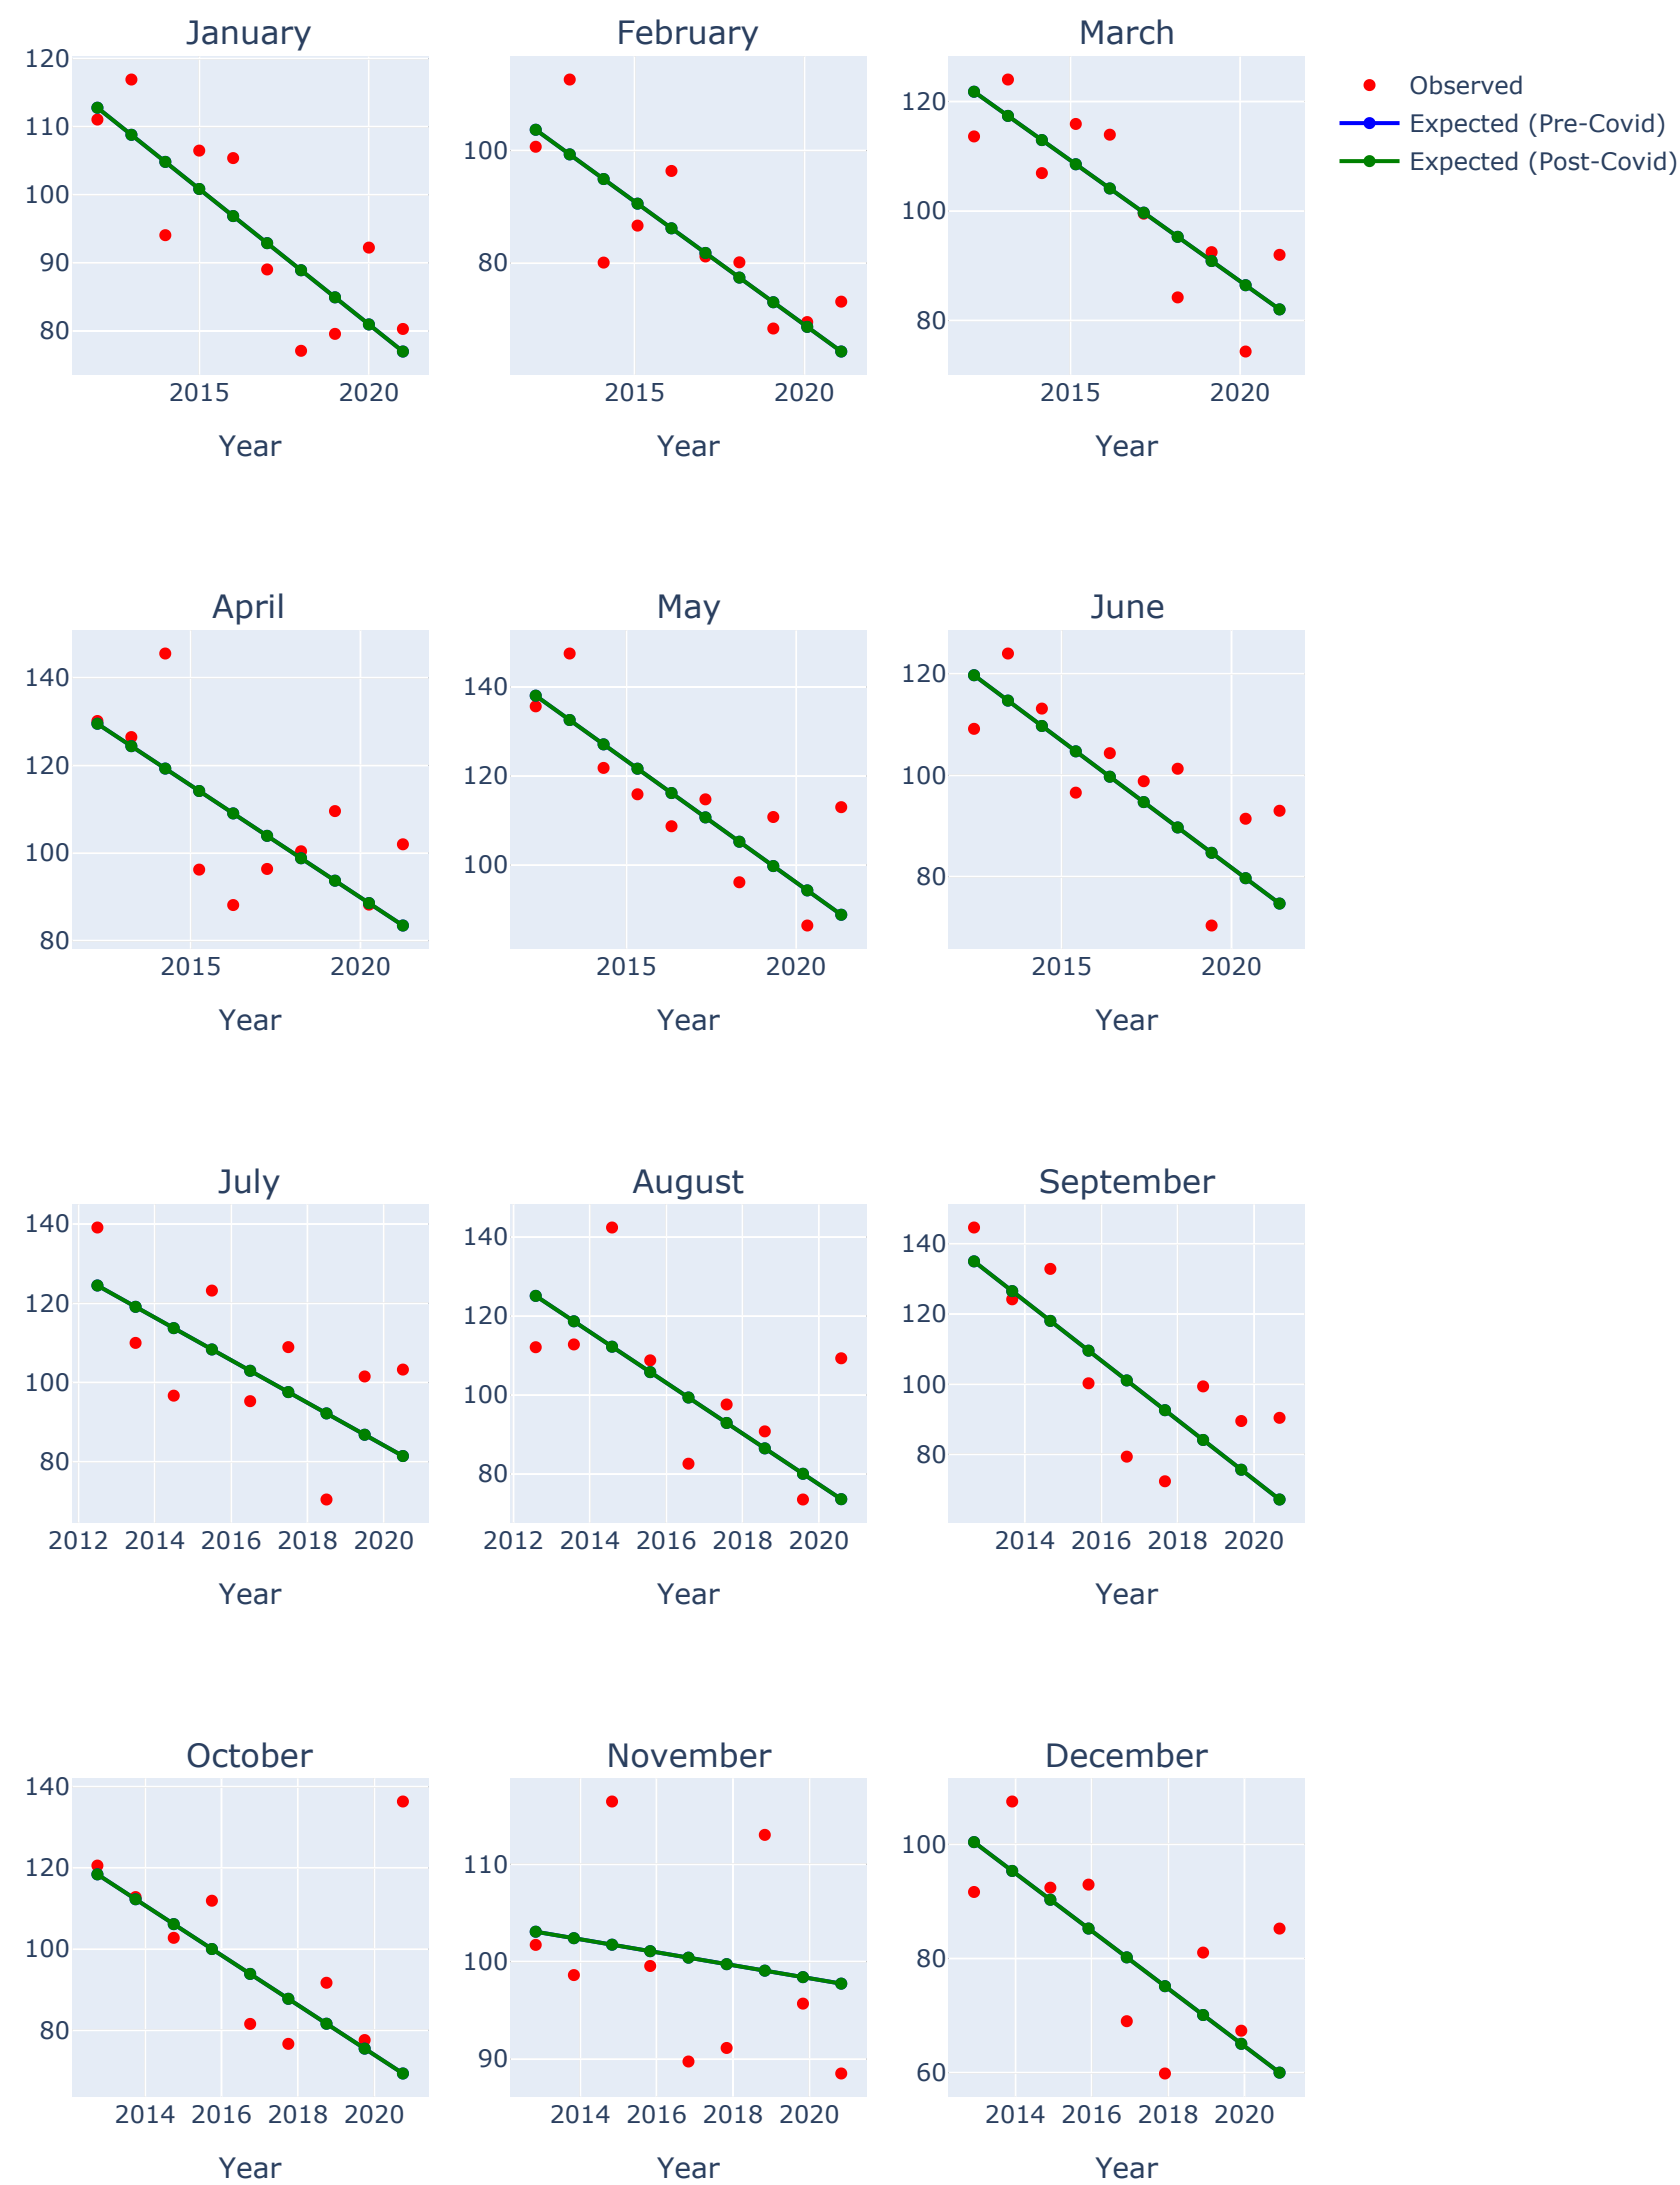 January
February
March
120
110
100
90
80
2015
2020
Year
100
80
2015
2020
Year
120
100
80
2015
2020
Year
Observed
Expected (Pre-Covid)
Expected (Post-Covid)
April
May
June
140
120
100
80
2015
2020
Year
140
120
100
2015
2020
Year
120
100
80
2015
2020
Year
July
August
September
140
120
100
80
2012
2014
2016
2018
2020
Year
140
120
100
80
2012
2014
2016
2018
2020
Year
140
120
100
80
2014
2016
2018
2020
Year
October
November
December
140
120
100
80
2014
2016
2018
2020
Year
110
100
90
2014
2016
2018
2020
Year
100
80
60
2014
2016
2018
2020
Year